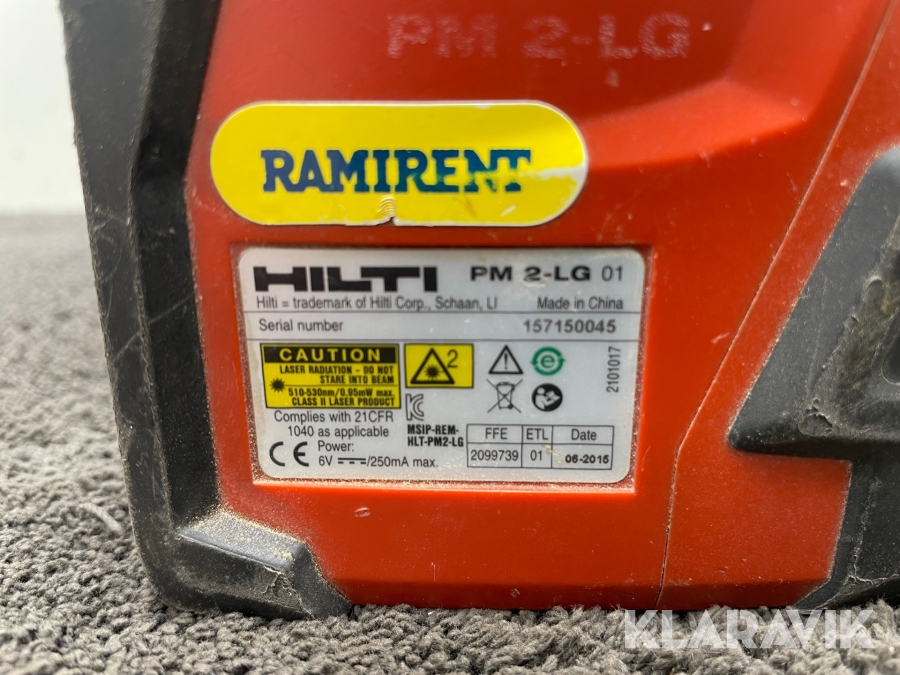 PM 2-LG
RAMIRENT
HILTI PM 2-LG 01
Hilti = trademark of Hilti Corp., Schaan, LI Made in China
Serial number 157150045
CAUTION
LASER RADIATION - DO NOT
STARE INTO BEAM
510-530nm/0.95mW max.
CLASS II LASER PRODUCT
2
e
2101017
Complies with 21CFR
1040 as applicable
Power:
6V /250mA max.
CE
MSIP-REM-
HLT-PM2-LG
FFE ETL Date
2099739 01 06-2015
KLARAVIK